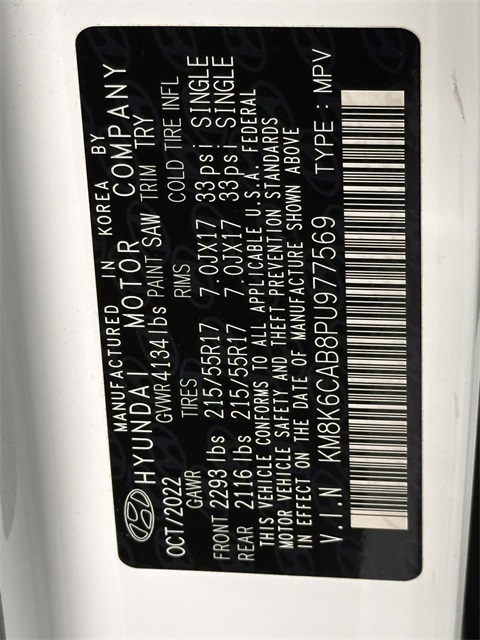 MANUFACTURED IN KOREA BY
HYUNDAI MOTOR COMPANY
OCT/2022 GVWR 4134lbs PAINT SAW TRIM TRY
GAWR TIRES RIMS COLD TIRE INFL
FRONT 2293 lbs 215/55R17 7.0JX17 33psi SINGLE
REAR 2116 lbs 215/55R17 7.0JX17 33psi SINGLE
THIS VEHICLE CONFORMS TO ALL APPLICABLE U.S.A. FEDERAL
MOTOR VEHICLE SAFETY AND THEFT PREVENTION STANDARDS
IN EFFECT ON THE DATE OF MANUFACTURE SHOWN ABOVE
V.I.N KM8K6CAB8PU977569 TYPE : MPV